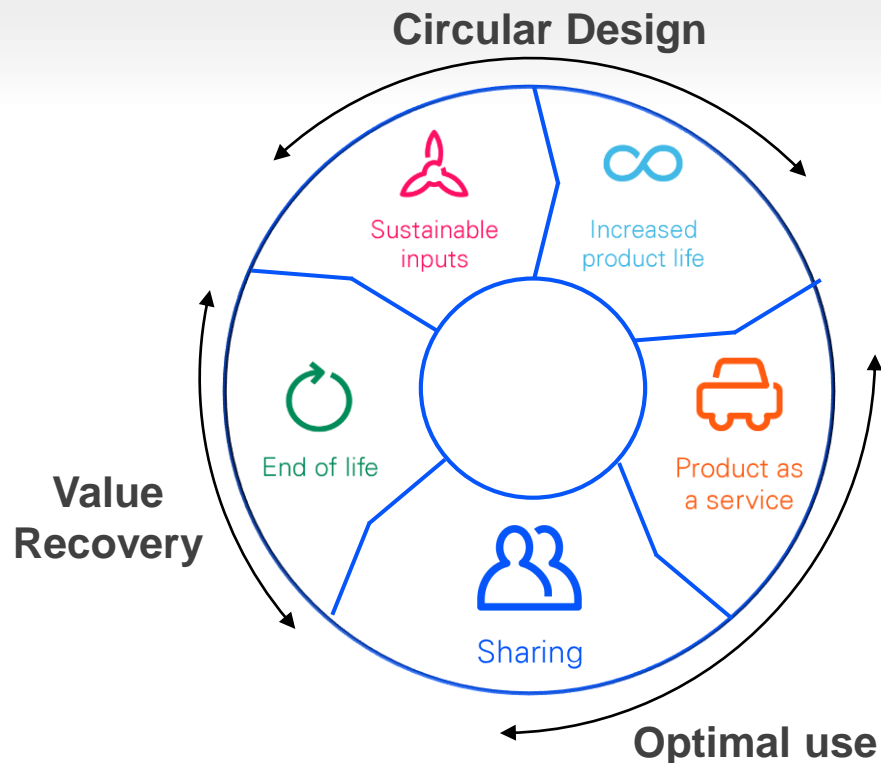 Circular Design
Sustainable
inputs
Increased
product life
End of life
Product as
a service
Value
Recovery
Sharing
Optimal use